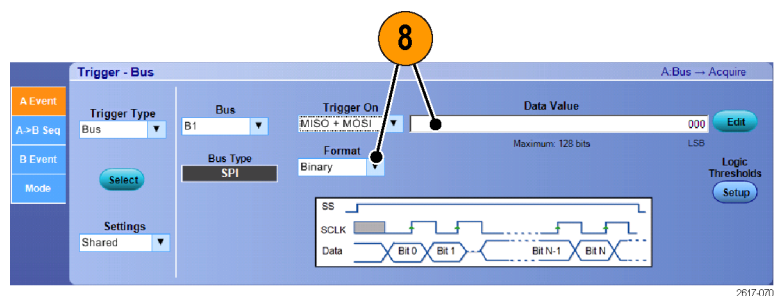 8
Trigger - Bus
A:Bus → Acquire
A Event
A->B Seq
B Event
Mode
Trigger Type
Bus
Select
Settings
Shared
Bus
B1
Bus Type
SPI
Trigger On
MISO + MOSI
Format
Binary
Data Value
000
Maximum: 128 bits
LSB
Edit
Logic
Thresholds
Setup
SS
SCLK
Data
Bit 0
Bit 1
Bit N-1
Bit N
2617-070